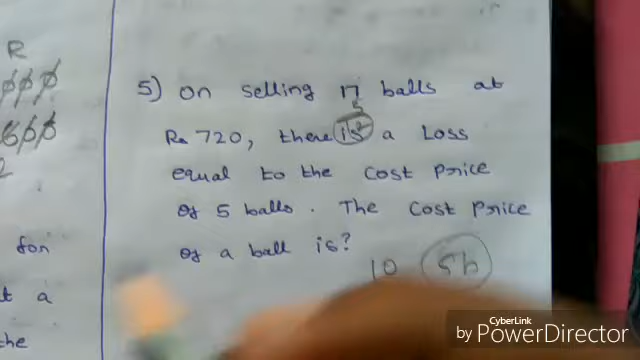 R
5) on selling 17 balls at
5
Rs 720, there is a Loss
equal to the cost price
of 5 balls. The cost price
for
of a ball is?
10
t a
the
CyberLink
by PowerDirector